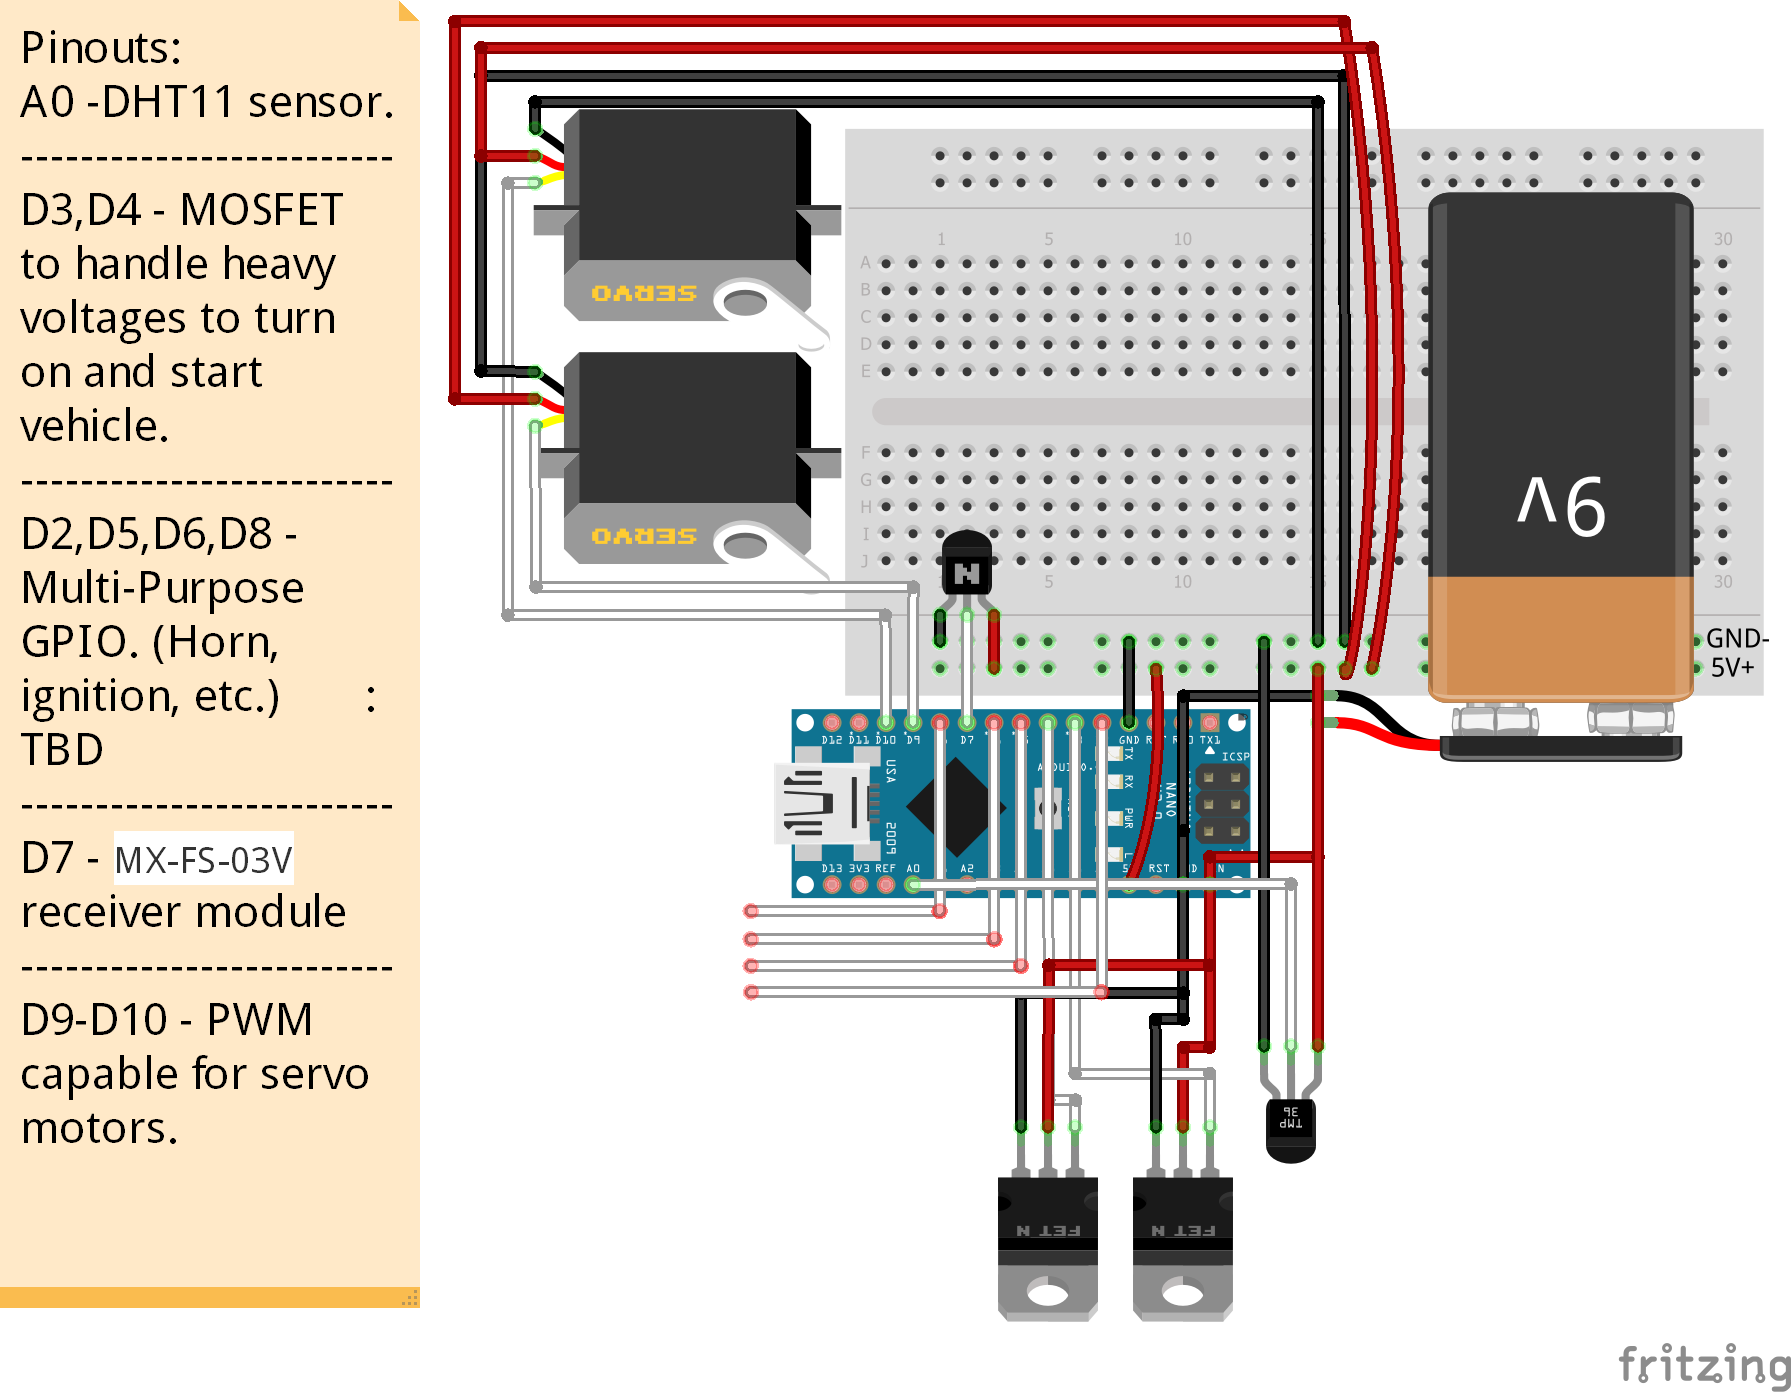 Pinouts:
A0 -DHT11 sensor.
-------------------------
D3,D4 - MOSFET
to handle heavy
voltages to turn
on and start
vehicle.
-------------------------
D2,D5,D6,D8 -
Multi-Purpose
GPIO. (Horn,
ignition, etc.) :
TBD
-------------------------
D7 - MX-FS-03V
receiver module
-------------------------
D9-D10 - PWM
capable for servo
motors.
SERVO
SERVO
1 5 10 30
A
B
C
D
E
F
G
H
I
J
5 10 30
9V
GND-
5V+
N
D12 D11 D10 D9 D7 GND TX1
ICSP
USA
2009
TX
RX
PWR
L
NANO
D13 3V3 REF A0 A2 RST
TMP
36
FET N
FET N
fritzing